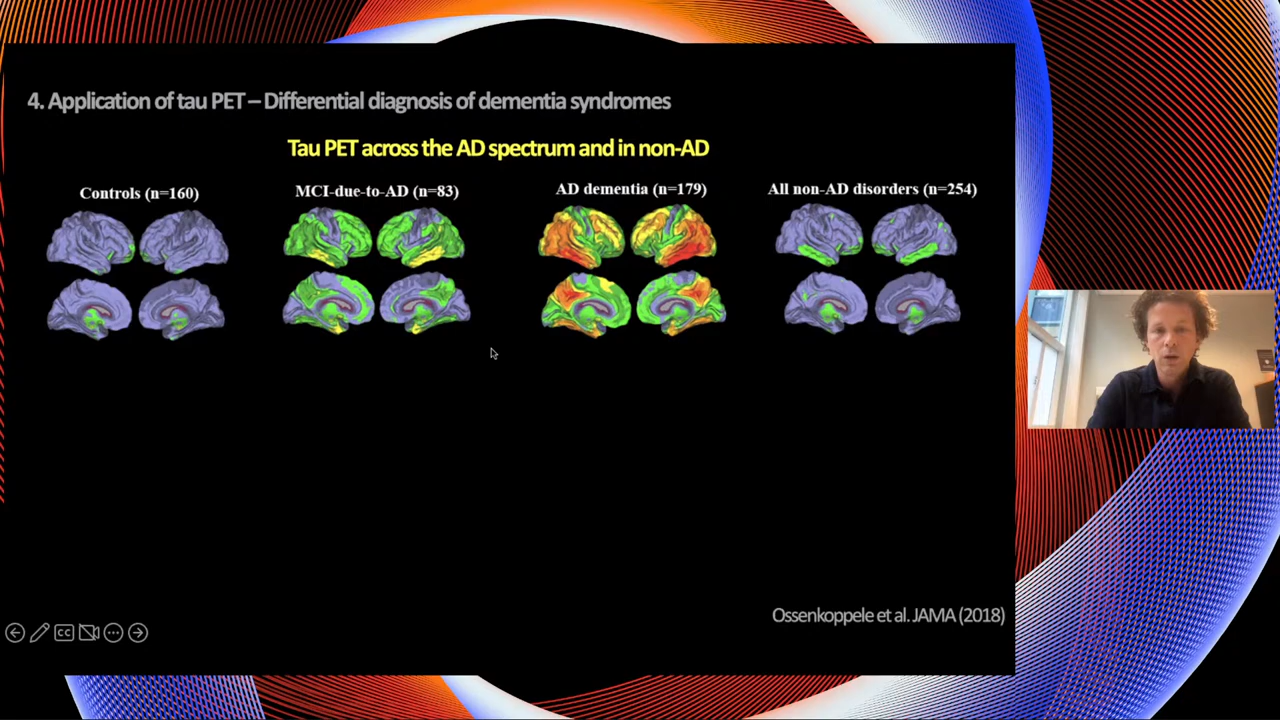 4. Application of tau PET – Differential diagnosis of dementia syndromes
Tau PET across the AD spectrum and in non-AD
Controls (n=160)
MCI-due-to-AD (n=83)
AD dementia (n=179)
All non-AD disorders (n=254)
Ossenkoppele et al. JAMA (2018)
CC